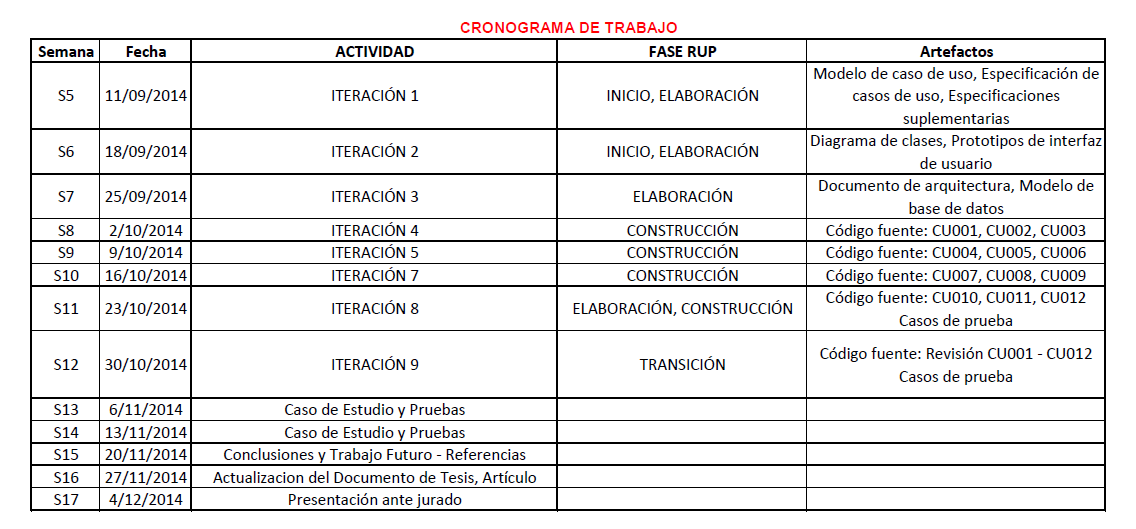 CRONOGRAMA DE TRABAJO
Semana Fecha ACTIVIDAD FASE RUP Artefactos
S5 11/09/2014 ITERACIÓN 1 INICIO, ELABORACIÓN Modelo de caso de uso, Especificación de
casos de uso, Especificaciones
suplementarias
S6 18/09/2014 ITERACIÓN 2 INICIO, ELABORACIÓN Diagrama de clases, Prototipos de interfaz
de usuario
S7 25/09/2014 ITERACIÓN 3 ELABORACIÓN Documento de arquitectura, Modelo de
base de datos
S8 2/10/2014 ITERACIÓN 4 CONSTRUCCIÓN Código fuente: CU001, CU002, CU003
S9 9/10/2014 ITERACIÓN 5 CONSTRUCCIÓN Código fuente: CU004, CU005, CU006
S10 16/10/2014 ITERACIÓN 7 CONSTRUCCIÓN Código fuente: CU007, CU008, CU009
S11 23/10/2014 ITERACIÓN 8 ELABORACIÓN, CONSTRUCCIÓN Código fuente: CU010, CU011, CU012
Casos de prueba
S12 30/10/2014 ITERACIÓN 9 TRANSICIÓN Código fuente: Revisión CU001 - CU012
Casos de prueba
S13 6/11/2014 Caso de Estudio y Pruebas
S14 13/11/2014 Caso de Estudio y Pruebas
S15 20/11/2014 Conclusiones y Trabajo Futuro - Referencias
S16 27/11/2014 Actualizacion del Documento de Tesis, Artículo
S17 4/12/2014 Presentación ante jurado